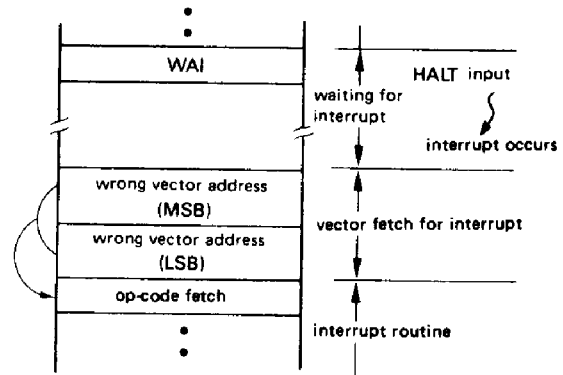 WAI
HALT input
waiting for
interrupt
interrupt occurs
wrong vector address
(MSB)
vector fetch for interrupt
wrong vector address
(LSB)
op-code fetch
interrupt routine